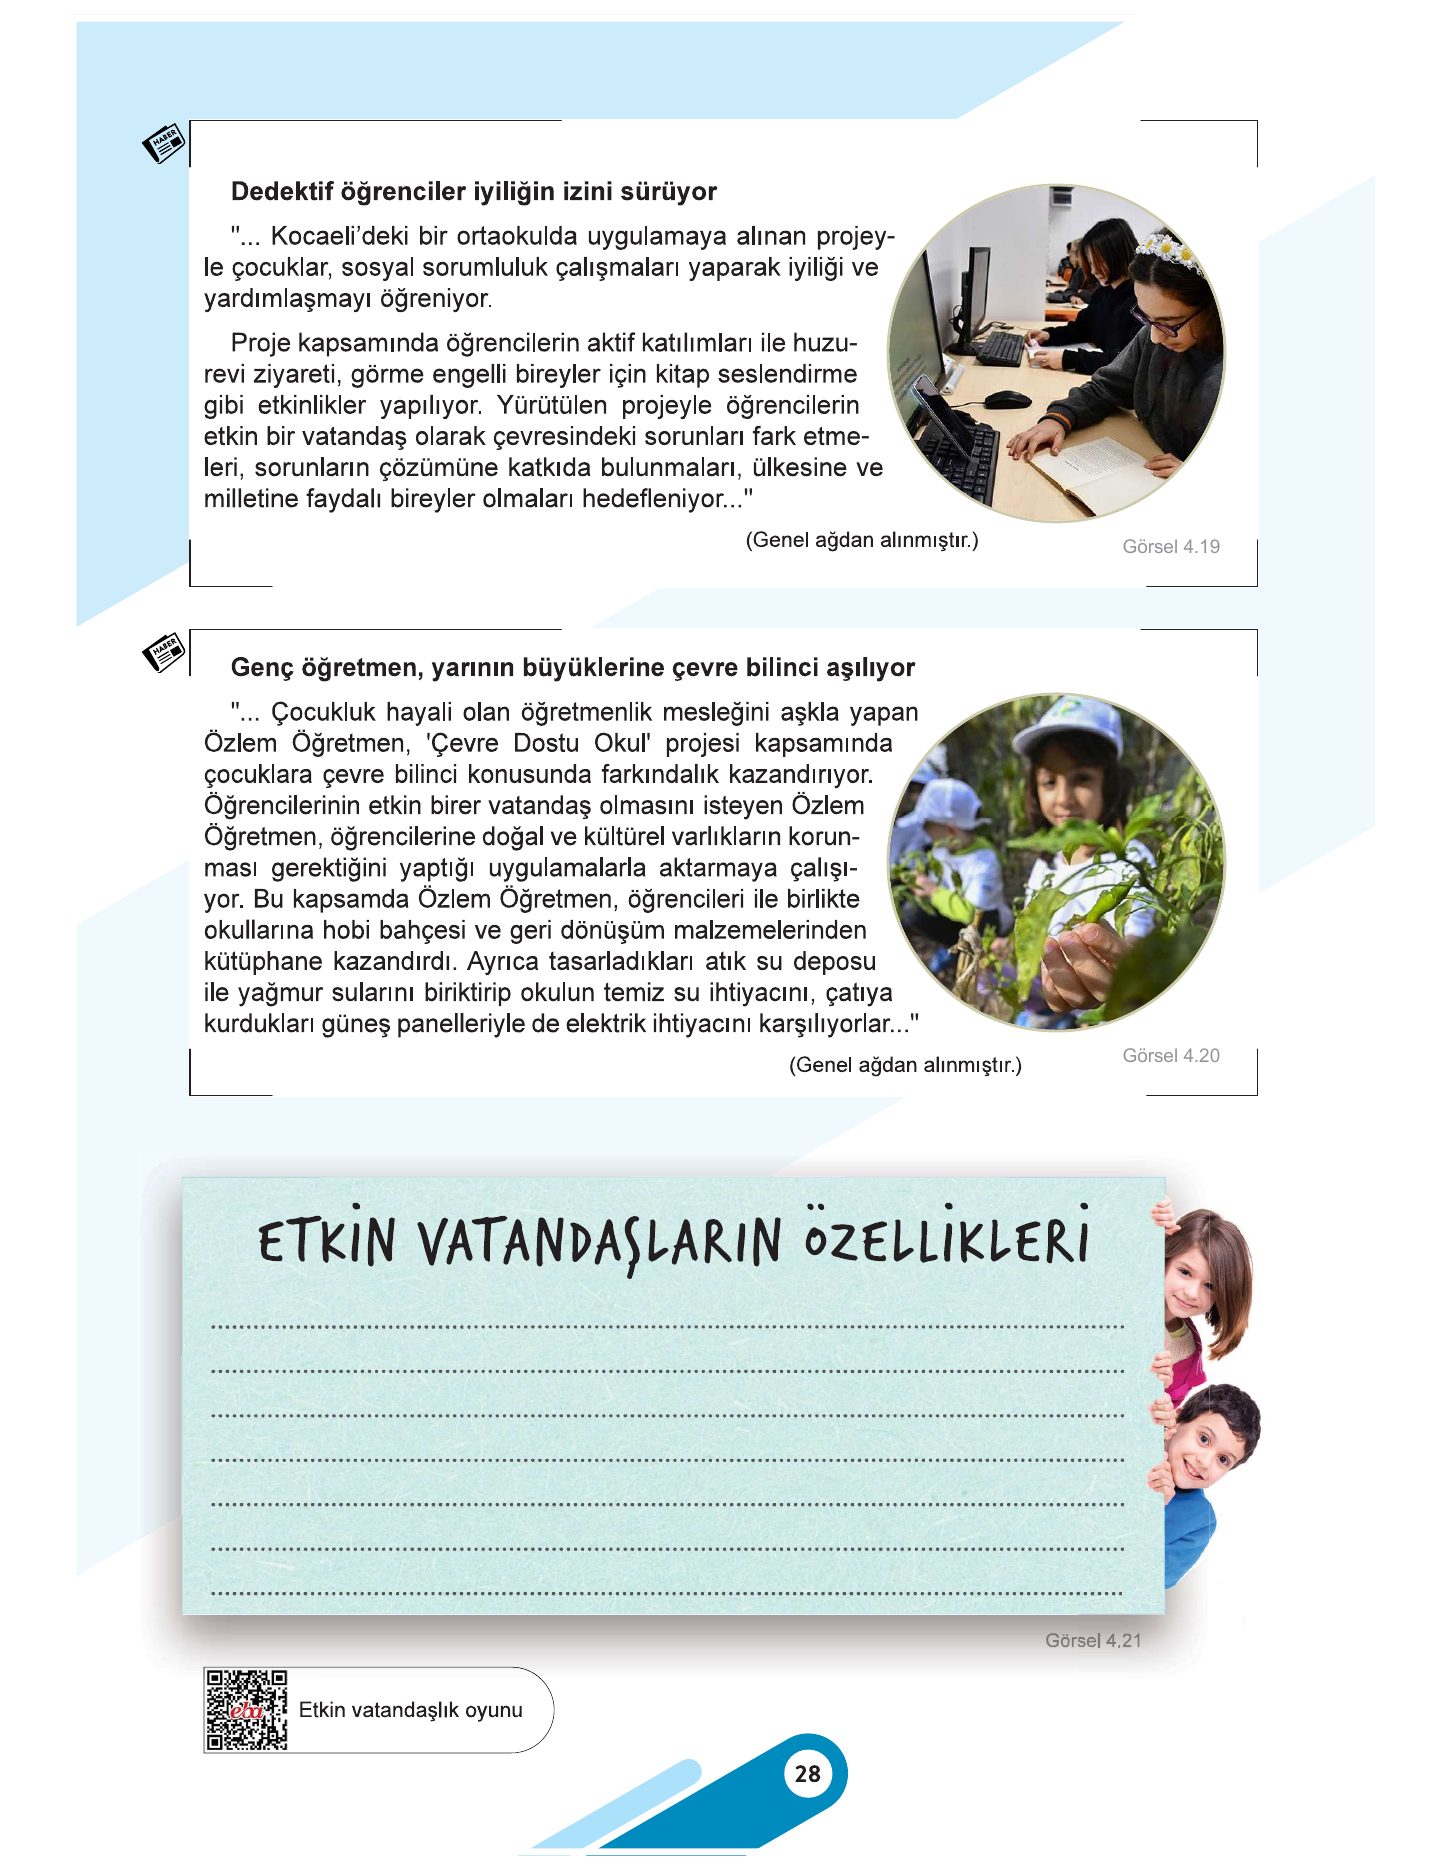 HABER
Dedektif öğrenciler iyiliğin izini sürüyor
"... Kocaeli’deki bir ortaokulda uygulamaya alınan projey-
le çocuklar, sosyal sorumluluk çalışmaları yaparak iyiliği ve
yardımlaşmayı öğreniyor.
Proje kapsamında öğrencilerin aktif katılımları ile huzu-
revi ziyareti, görme engelli bireyler için kitap seslendirme
gibi etkinlikler yapılıyor. Yürütülen projeyle öğrencilerin
etkin bir vatandaş olarak çevresindeki sorunları fark etme-
leri, sorunların çözümüne katkıda bulunmaları, ülkesine ve
milletine faydalı bireyler olmaları hedefleniyor..."
(Genel ağdan alınmıştır.)
Görsel 4.19
HABER
Genç öğretmen, yarının büyüklerine çevre bilinci aşılıyor
"... Çocukluk hayali olan öğretmenlik mesleğini aşkla yapan
Özlem Öğretmen, 'Çevre Dostu Okul' projesi kapsamında
çocuklara çevre bilinci konusunda farkındalık kazandırıyor.
Öğrencilerinin etkin birer vatandaş olmasını isteyen Özlem
Öğretmen, öğrencilerine doğal ve kültürel varlıkların korun-
ması gerektiğini yaptığı uygulamalarla aktarmaya çalışı-
yor. Bu kapsamda Özlem Öğretmen, öğrencileri ile birlikte
okullarına hobi bahçesi ve geri dönüşüm malzemelerinden
kütüphane kazandırdı. Ayrıca tasarladıkları atık su deposu
ile yağmur sularını biriktirip okulun temiz su ihtiyacını, çatıya
kurdukları güneş panelleriyle de elektrik ihtiyacını karşılıyorlar..."
(Genel ağdan alınmıştır.)
Görsel 4.20
ETKİN VATANDAŞLARIN ÖZELLİKLERİ
Görsel 4.21
eba
Etkin vatandaşlık oyunu
28